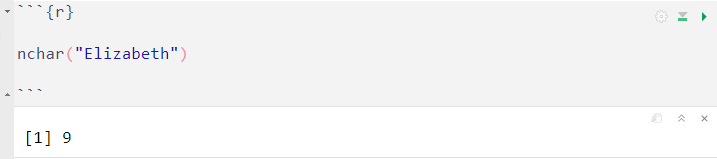 ```{r}
nchar("Elizabeth")
```
[1] 9